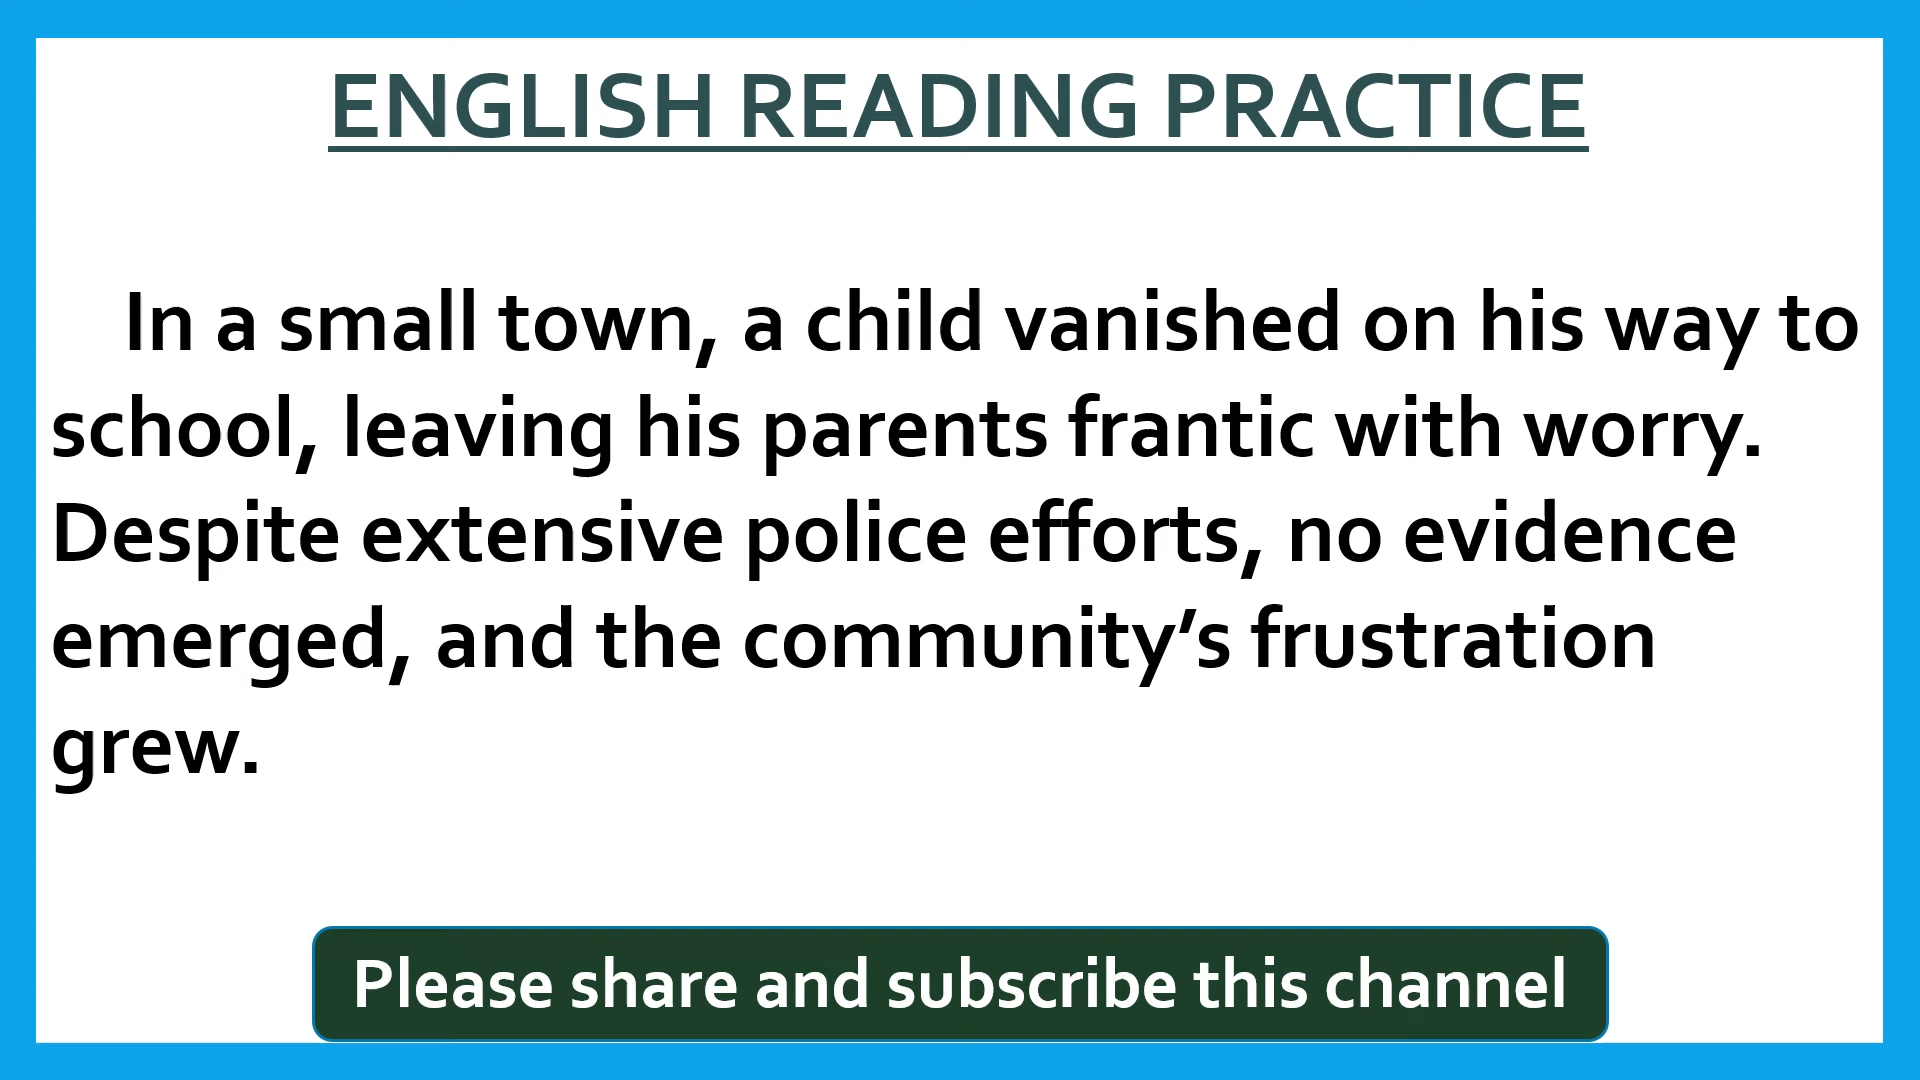 ENGLISH READING PRACTICE
In a small town, a child vanished on his way to
school, leaving his parents frantic with worry.
Despite extensive police efforts, no evidence
emerged, and the community’s frustration
grew.
Please share and subscribe this channel